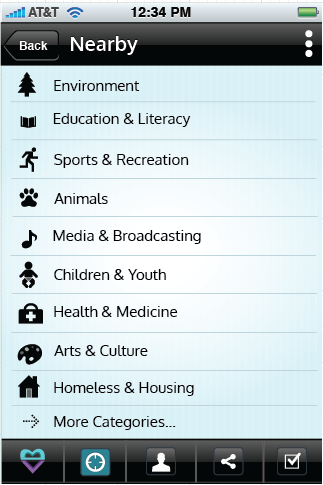 AT&T 12:34 PM
Back Nearby
Environment
Education & Literacy
Sports & Recreation
Animals
Media & Broadcasting
Children & Youth
Health & Medicine
Arts & Culture
Homeless & Housing
More Categories...